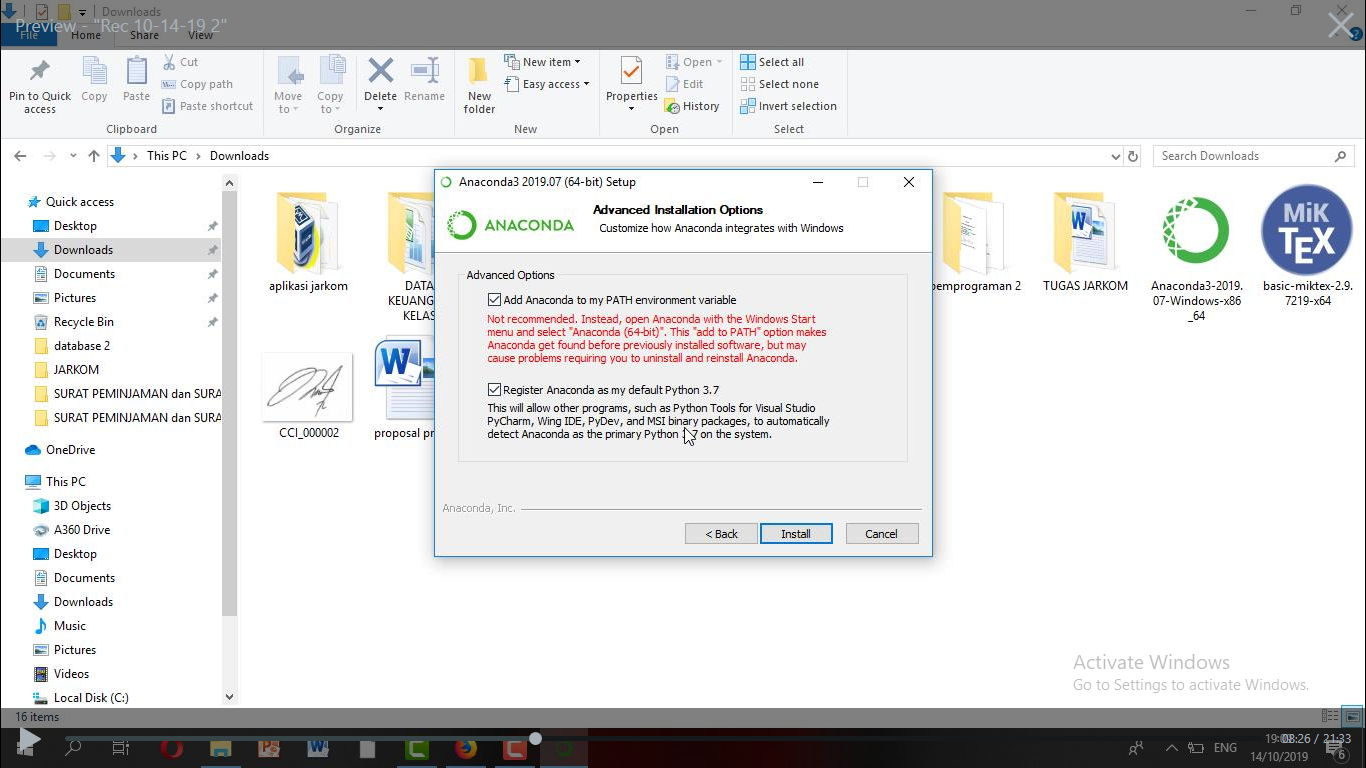 Preview - "Rec 10-14-19 2"
Downloads
File Home Share View
Pin to Quick access
Copy
Paste
Cut
Copy path
Paste shortcut
Clipboard
Move to
Copy to
Delete
Rename
Organize
New folder
New item
Easy access
New
Properties
Open
Edit
History
Open
Select all
Select none
Invert selection
Select
This PC > Downloads
Search Downloads
Quick access
Desktop
Downloads
Documents
Pictures
Recycle Bin
database 2
JARKOM
SURAT PEMINJAMAN dan SURA
SURAT PEMINJAMAN dan SURA
OneDrive
This PC
3D Objects
A360 Drive
Desktop
Documents
Downloads
Music
Pictures
Videos
Local Disk (C:)
aplikasi jarkom
DATA
KEUANG
KELAS
emprograman 2
TUGAS JARKOM
Anaconda3-2019.
07-Windows-x86
_64
MiK
TEX
basic-miktex-2.9.
7219-x64
CCI_000002
proposal pr
Anaconda3 2019.07 (64-bit) Setup
ANACONDA
Advanced Installation Options
Customize how Anaconda integrates with Windows
Advanced Options
Add Anaconda to my PATH environment variable
Not recommended. Instead, open Anaconda with the Windows Start
menu and select "Anaconda (64-bit)". This "add to PATH" option makes
Anaconda get found before previously installed software, but may
cause problems requiring you to uninstall and reinstall Anaconda.
Register Anaconda as my default Python 3.7
This will allow other programs, such as Python Tools for Visual Studio
PyCharm, Wing IDE, PyDev, and MSI binary packages, to automatically
detect Anaconda as the primary Python 3.7 on the system.
Anaconda, Inc.
< Back
Install
Cancel
Activate Windows
Go to Settings to activate Windows.
16 items
ENG
08:26 / 21:33
14/10/2019
6